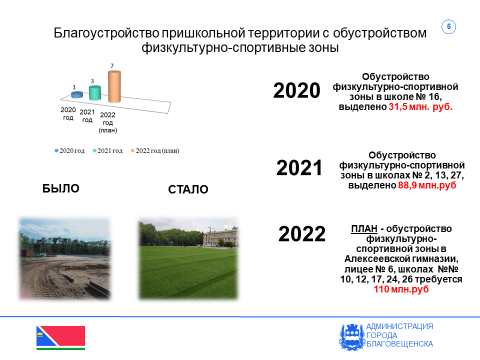 6
Благоустройство пришкольной территории с обустройством
физкультурно-спортивные зоны
7
3
1
2020
год
2021
год
2022
год
(план)
2020 год
2021 год
2022 год (план)
БЫЛО
СТАЛО
2020
Обустройство
физкультурно-спортивной
зоны в школе № 16,
выделено 31,5 млн. руб.
2021
Обустройство
физкультурно-спортивной
зоны в школах № 2, 13, 27,
выделено 88,9 млн.руб
2022
ПЛАН - обустройство
физкультурно-
спортивной зоны в
Алексеевской гимназии,
лицее № 6, школах №№
10, 12, 17, 24, 26 требуется
110 млн.руб
АДМИНИСТРАЦИЯ
ГОРОДА
БЛАГОВЕЩЕНСКА